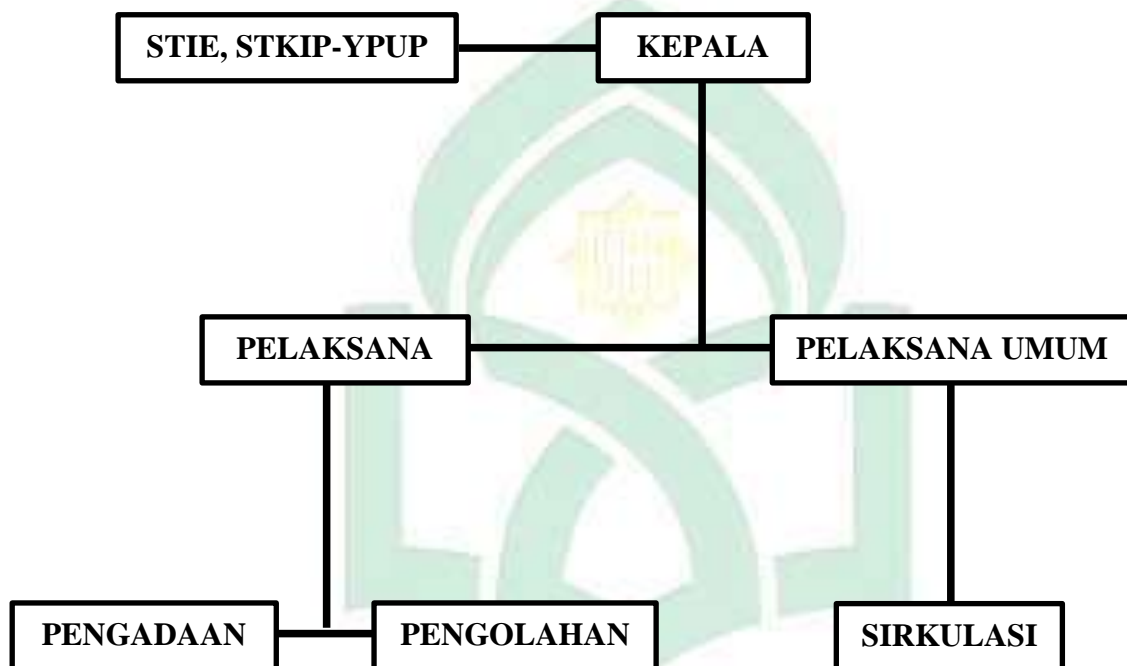 STIE, STKIP-YPUP
KEPALA
PELAKSANA
PELAKSANA UMUM
PENGADAAN
PENGOLAHAN
SIRKULASI